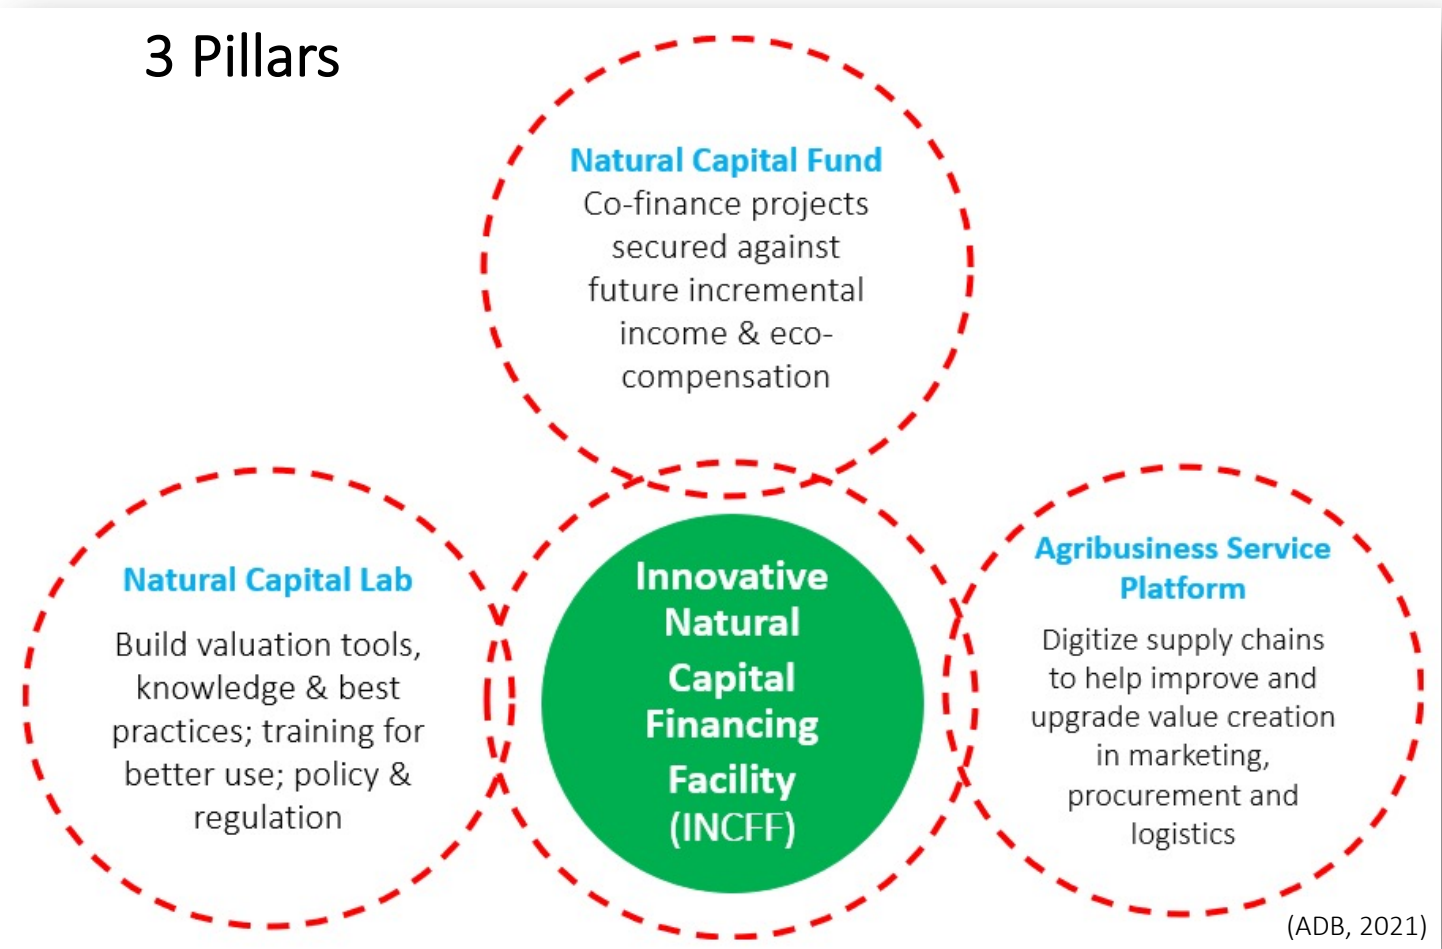 3 Pillars
Natural Capital Fund
Co-finance projects
secured against
future incremental
income & eco-
compensation
Natural Capital Lab
Build valuation tools,
knowledge & best
practices; training for
better use; policy &
regulation
Innovative
Natural
Capital
Financing
Facility
(INCFF)
Agribusiness Service
Platform
Digitize supply chains
to help improve and
upgrade value creation
in marketing,
procurement and
logistics
(ADB, 2021)